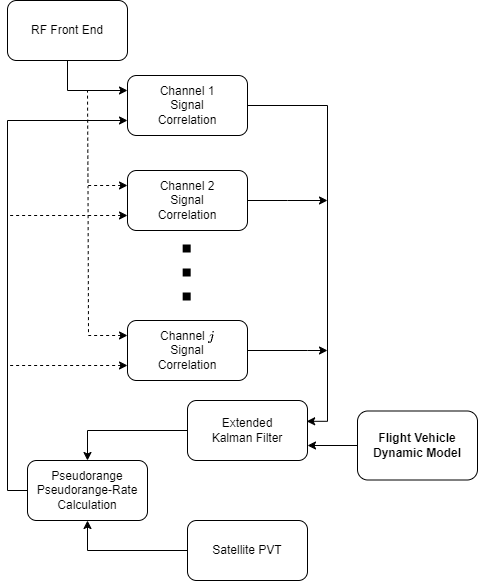 RF Front End
Channel 1
Signal
Correlation
Channel 2
Signal
Correlation
Channel j
Signal
Correlation
Extended
Kalman Filter
Flight Vehicle
Dynamic Model
Pseudorange
Pseudorange-Rate
Calculation
Satellite PVT